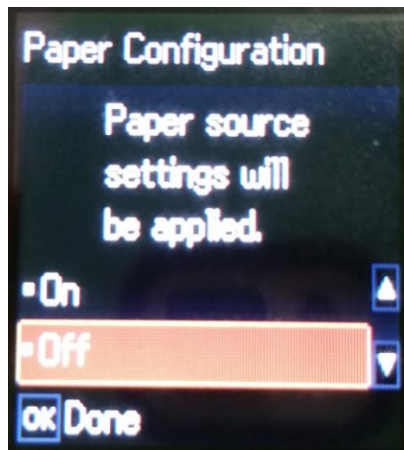 Paper Configuration
Paper source
settings will
be applied.
On
Off
OK Done